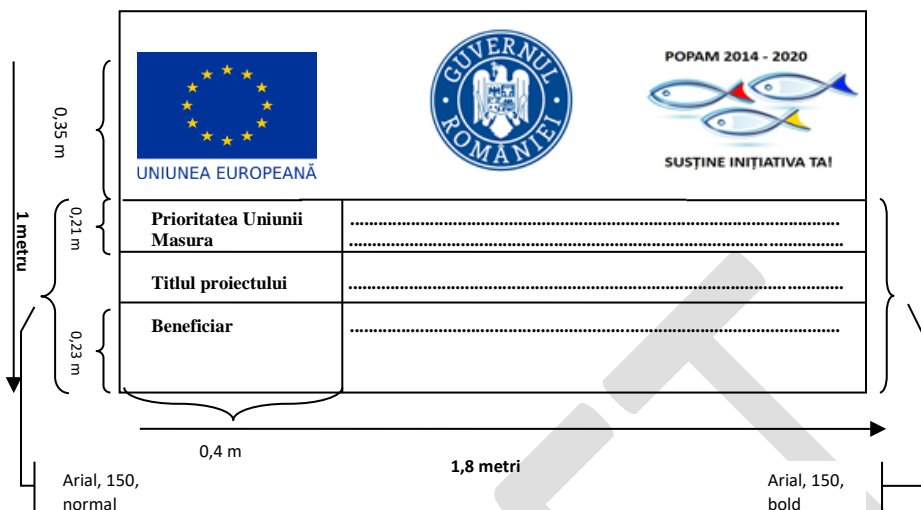 GUVERNUL ROMÂNIEI
POPAM 2014 - 2020
UNIUNEA EUROPEANĂ
SUSȚINE INIȚIATIVA TA!
0,35 m
1 metru
0,21 m
Prioritatea Uniunii ....................
Masura ....................
Titlul proiectului ....................
Beneficiar ....................
0,23 m
0,4 m
1,8 metri
Arial, 150,
normal
Arial, 150,
bold